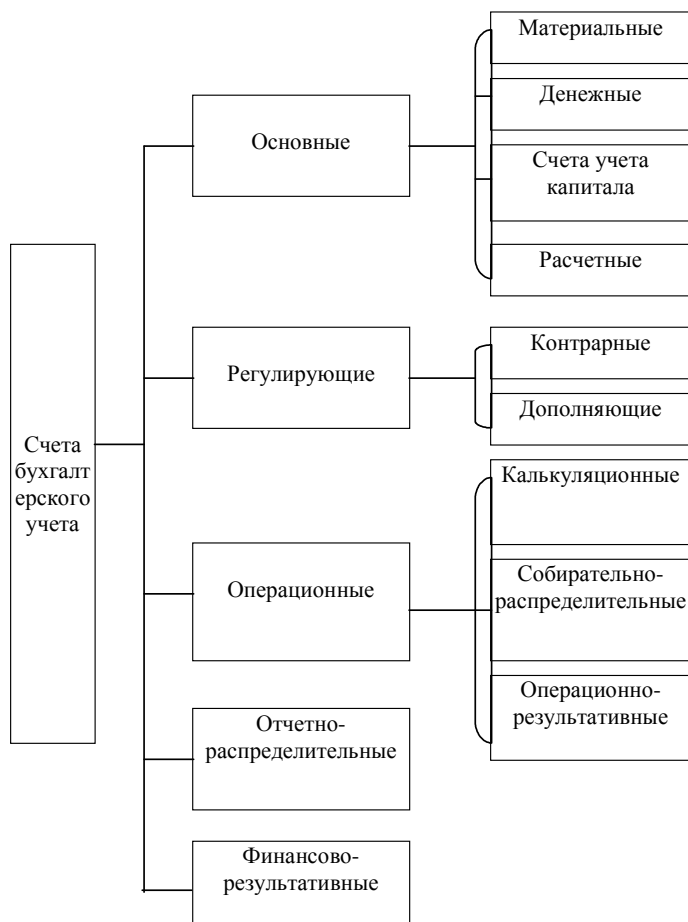 Счета
бухгалт
ерского
учета
Основные
Материальные
Денежные
Счета учета
капитала
Расчетные
Регулирующие
Контрарные
Дополняющие
Операционные
Калькуляционные
Собирательно-
распределительные
Операционно-
результативные
Отчетно-
распределительные
Финансово-
результативные